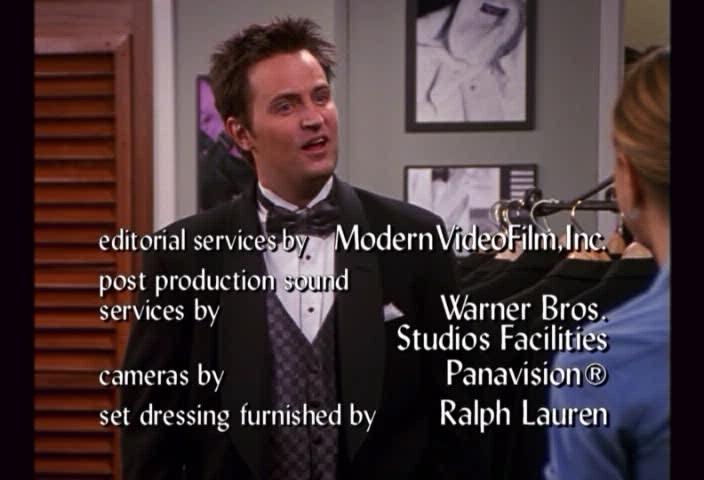 editorial services by ModernVideoFilm,Inc.
post production sound
services by Warner Bros.
Studios Facilities
cameras by Panavision®
set dressing furnished by Ralph Lauren